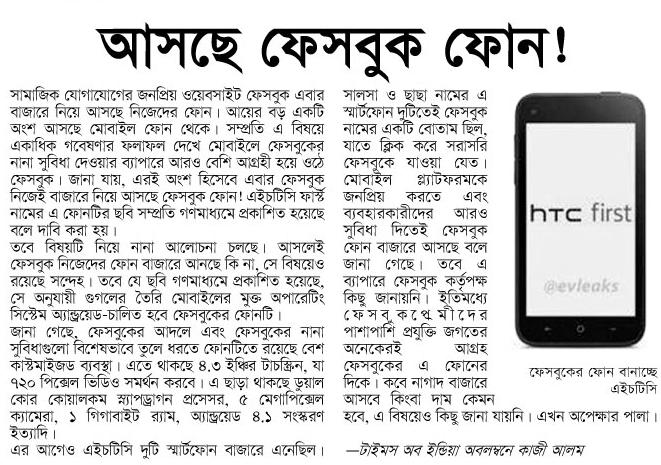 আসছে ফেসবুক ফোন!
সামাজিক যোগাযোগের জনপ্রিয় ওয়েবসাইট ফেসবুক এবার
বাজারে নিয়ে আসছে নিজেদের ফোন। আয়ের বড় একটি
অংশ আসছে মোবাইল ফোন থেকে। সম্প্রতি এ বিষয়ে
একাধিক গবেষণার ফলাফল দেখে মোবাইলে ফেসবুকের
নানা সুবিধা দেওয়ার ব্যাপারে আরও বেশি আগ্রহী হয়ে ওঠে
ফেসবুক। জানা যায়, এরই অংশ হিসেবে এবার ফেসবুক
নিজেই বাজারে নিয়ে আসছে ফেসবুক ফোন! এইচটিসি ফার্স্ট
নামের এ ফোনটির ছবি সম্প্রতি গণমাধ্যমে প্রকাশিত হয়েছে
বলে দাবি করা হয়।
তবে বিষয়টি নিয়ে নানা আলোচনা চলছে। আসলেই
ফেসবুক নিজেদের ফোন বাজারে আনছে কি না, সে বিষয়েও
রয়েছে সন্দেহ। তবে যে ছবি গণমাধ্যমে প্রকাশিত হয়েছে,
সে অনুযায়ী গুগলের তৈরি মোবাইলের মুক্ত অপারেটিং
সিস্টেম অ্যান্ড্রয়েড-চালিত হবে ফেসবুকের ফোনটি।
জানা গেছে, ফেসবুকের আদলে এবং ফেসবুকের নানা
সুবিধাগুলো বিশেষভাবে তুলে ধরতে ফোনটিতে রয়েছে বেশ
কাস্টমাইজড ব্যবস্থা। এতে থাকছে ৪.৩ ইঞ্চির টাচস্ক্রিন, যা
৭২০ পিক্সেল ভিডিও সমর্থন করবে। এ ছাড়া থাকছে ডুয়াল
কোর কোয়ালকম স্ন্যাপড্রাগন প্রসেসর, ৫ মেগাপিক্সেল
ক্যামেরা, ১ গিগাবাইট র‍্যাম, অ্যান্ড্রয়েড ৪.১ সংস্করণ
ইত্যাদি।
এর আগেও এইচটিসি দুটি স্মার্টফোন বাজারে এনেছিল।
সালসা ও ছাছা নামের এ
স্মার্টফোন দুটিতেই ফেসবুক
নামের একটি বোতাম ছিল,
যাতে ক্লিক করে সরাসরি
ফেসবুকে যাওয়া যেত।
মোবাইল প্ল্যাটফরমকে
জনপ্রিয় করতে এবং
ব্যবহারকারীদের আরও
সুবিধা দিতেই ফেসবুক
ফোন বাজারে আসছে বলে
জানা গেছে। তবে এ
ব্যাপারে ফেসবুক কর্তৃপক্ষ
কিছু জানায়নি। ইতিমধ্যে
ফেসবুককর্মীদের
পাশাপাশি প্রযুক্তি জগতের
অনেকেরই আগ্রহ
ফেসবুকের এ ফোনের
দিকে। কবে নাগাদ বাজারে
আসবে কিংবা দাম কেমন
হবে, এ বিষয়েও কিছু জানা যায়নি। এখন অপেক্ষার পালা।
—টাইমস অব ইন্ডিয়া অবলম্বনে কাজী আলম
htc first
@evleaks
ফেসবুকের ফোন বানাচ্ছে
এইচটিসি